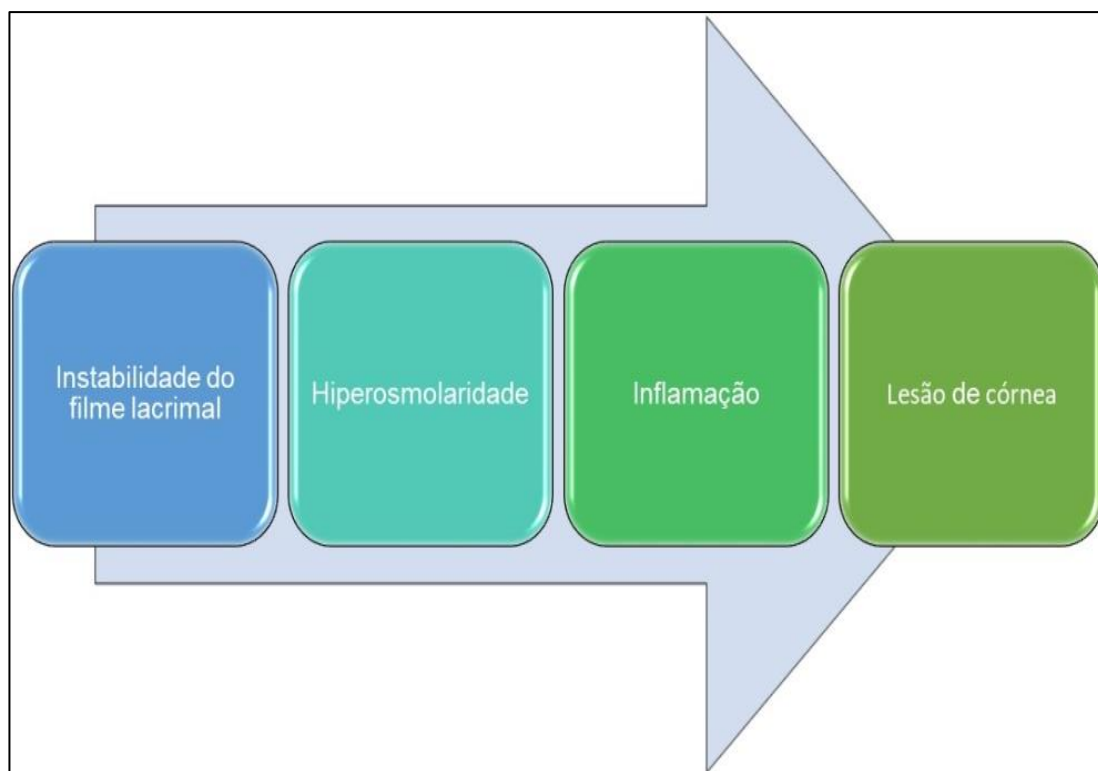 Instabilidade do
filme lacrimal
Hiperosmolaridade
Inflamação
Lesão de córnea